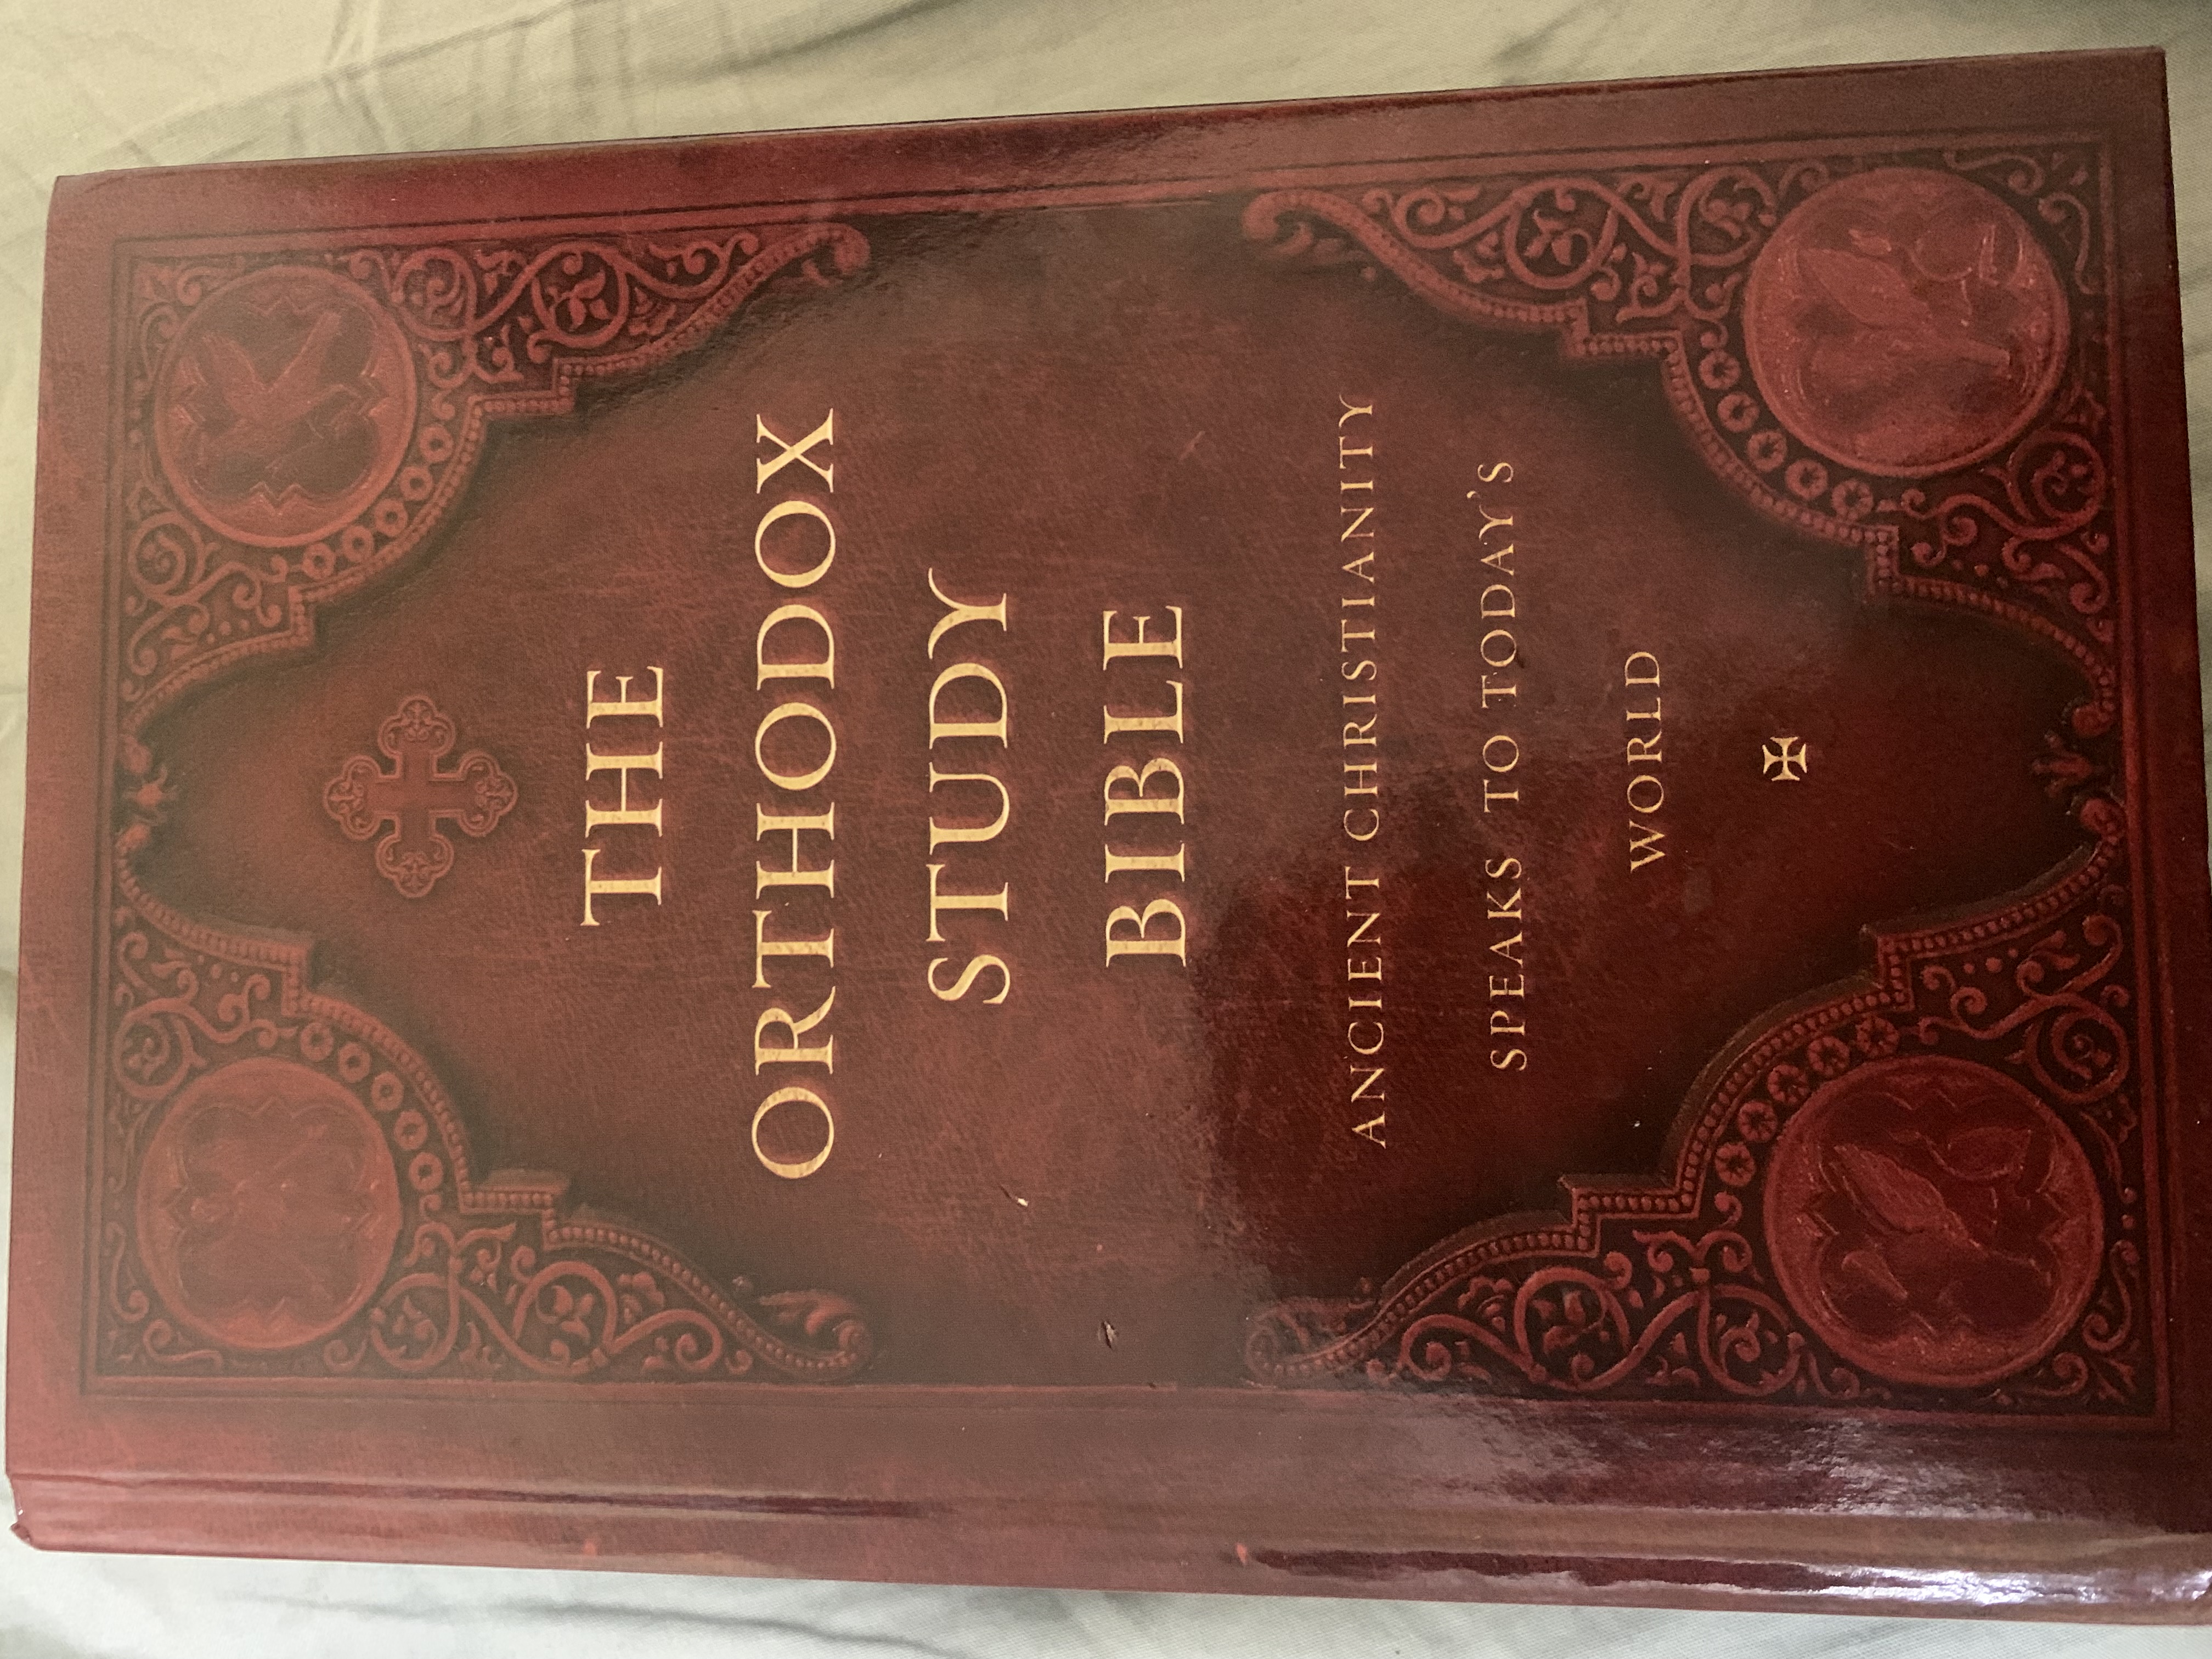 THE
ORTHODOX
STUDY
BIBLE
ANCIENT CHRISTIANITY
SPEAKS TO TODAY'S
WORLD